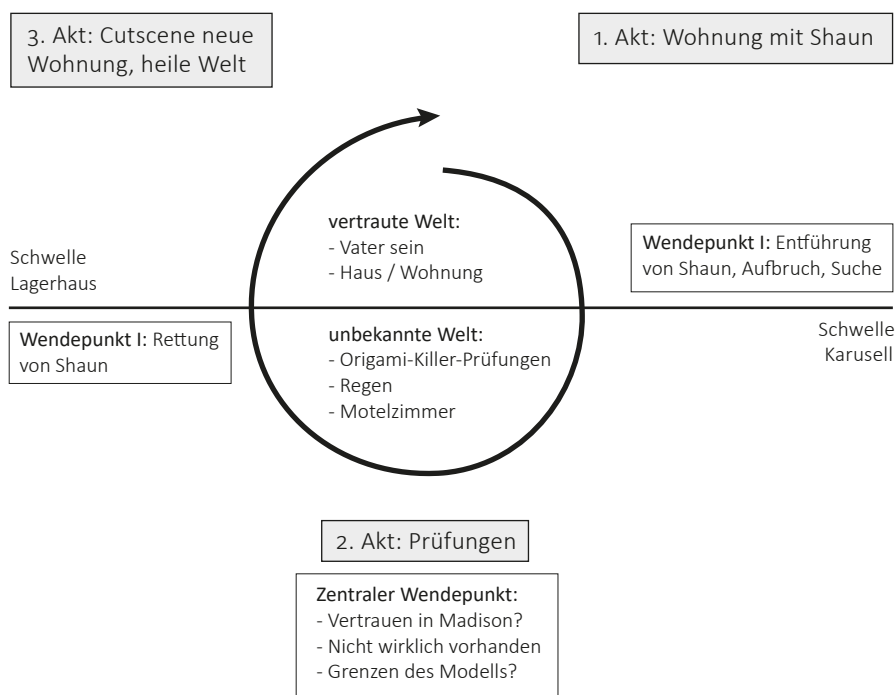 3. Akt: Cutscene neue
Wohnung, heile Welt
1. Akt: Wohnung mit Shaun
vertraute Welt:
- Vater sein
- Haus / Wohnung
Schwelle
Lagerhaus
Wendepunkt I: Entführung
von Shaun, Aufbruch, Suche
Wendepunkt I: Rettung
von Shaun
unbekannte Welt:
- Origami-Killer-Prüfungen
- Regen
- Motelzimmer
Schwelle
Karusell
2. Akt: Prüfungen
Zentraler Wendepunkt:
- Vertrauen in Madison?
- Nicht wirklich vorhanden
- Grenzen des Modells?